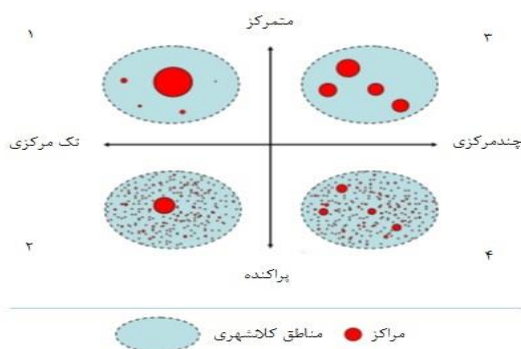 متمرکز
۱
۳
تک مرکزی
چندمرکزی
۲
۴
پراکنده
مراکز
مناطق کلانشهری